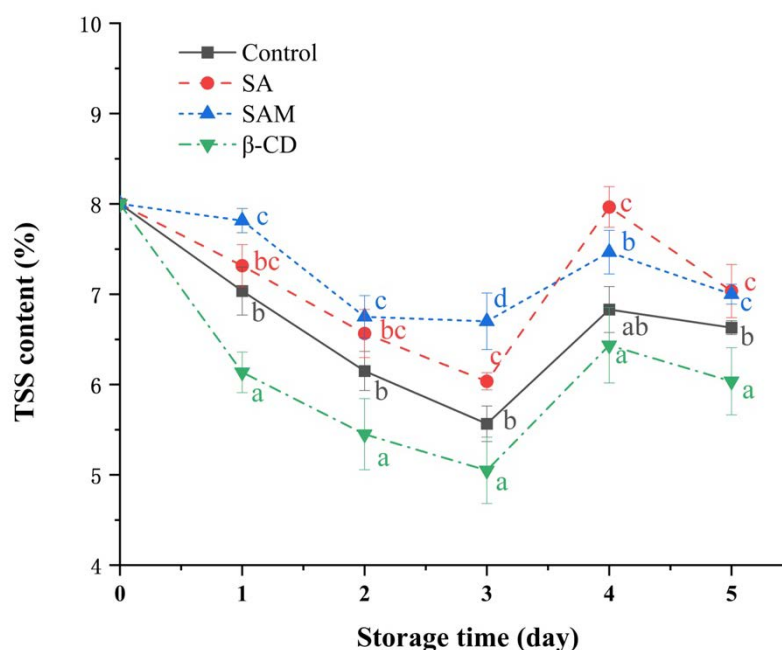 10
9
8
7
6
5
4
TSS content (%)
Control
SA
SAM
β-CD
c
bc
b
a
c
bc
b
a
d
c
b
a
c
b
ab
a
c
c
b
a
0
1
2
3
4
5
Storage time (day)